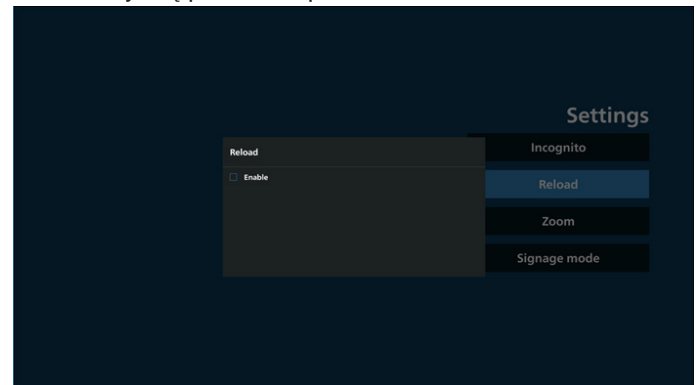 Settings
Incognito
Reload
Zoom
Signage mode
Reload
Enable